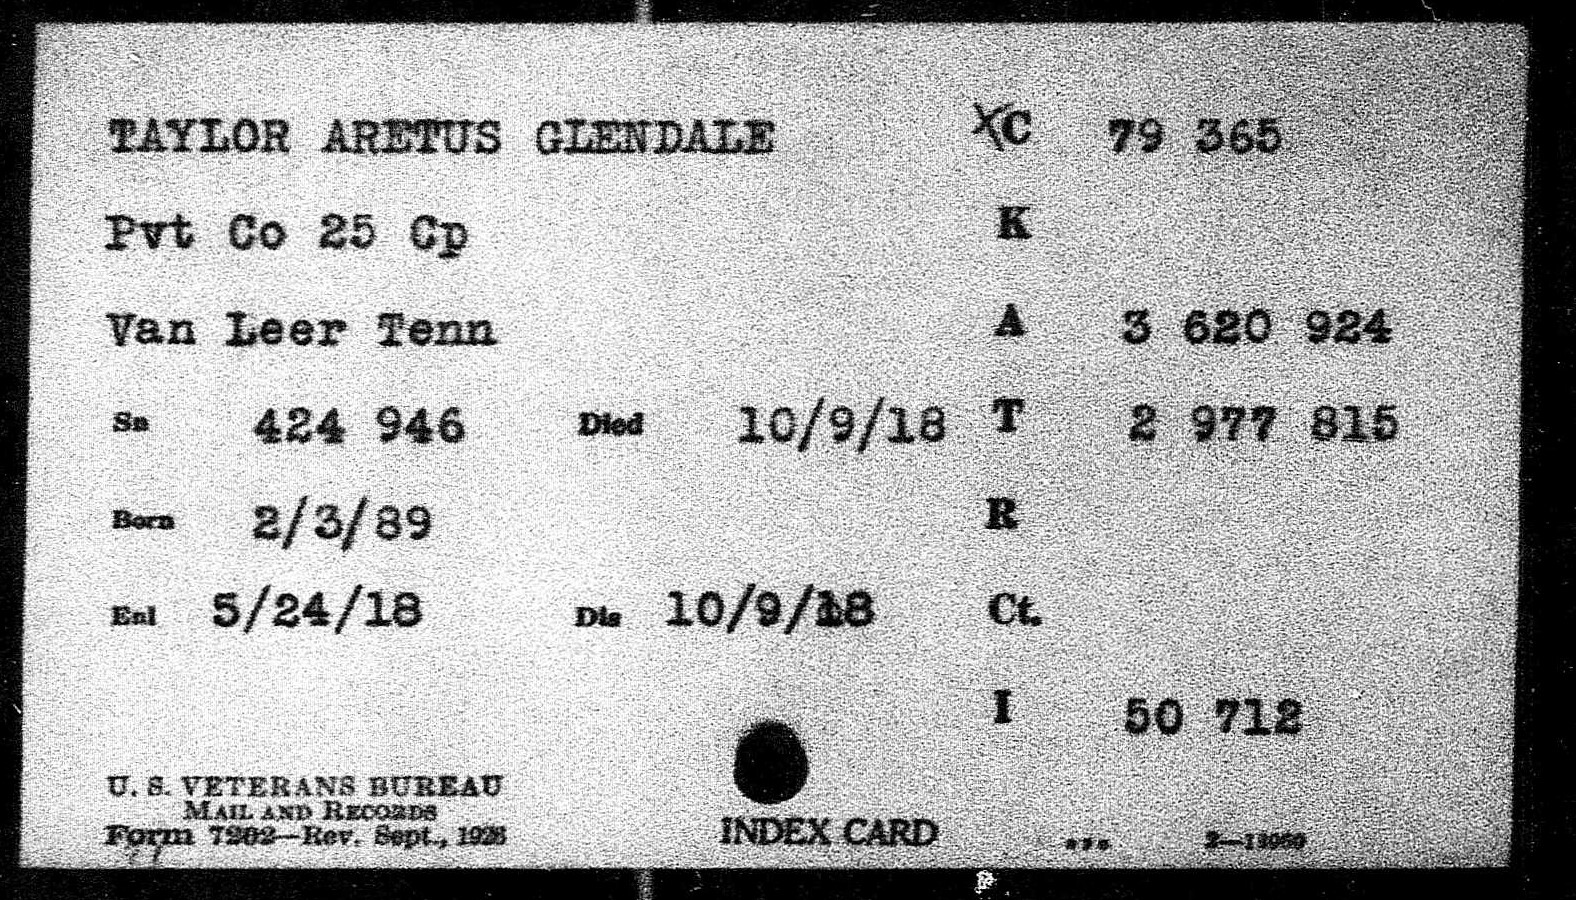 TAYLOR ARETUS GLENDALE XC 79 365
Pvt Co 25 Cp K
Van Leer Tenn A 3 620 924
Sn 424 946 Died 10/9/18 T 2 977 815
Born 2/3/89 R
Enl 5/24/18 Dis 10/9/18 Ct.
I 50 712
U. S. VETERANS BUREAU
MAIL AND RECORDS
Form 7202—Rev. Sept., 1926
INDEX CARD